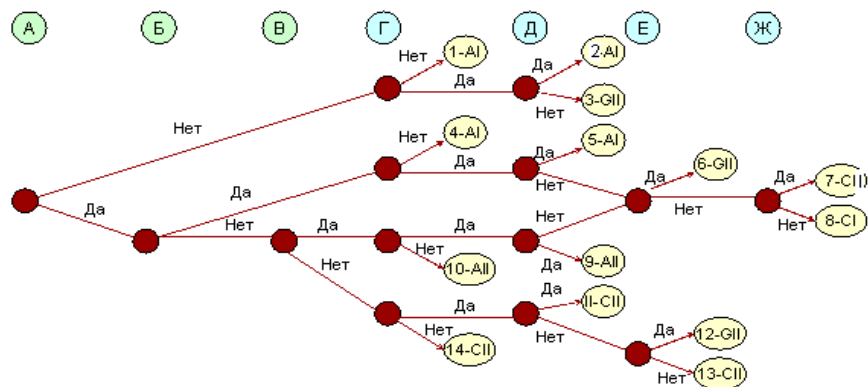 А Б В Г Д Е Ж
Нет 1-AI Да 2-AI
Да
Нет 3-GII
Нет
Нет 4-AI Да 5-AI
Да Да
Нет Да 6-GII Да 7-CII)
Да Нет Нет 8-CI
Нет Да Да Нет
Нет 10-AII Да 9-AII
Нет Да Да II-CII
Нет 14-CII Нет Да 12-GII
Нет 13-CII